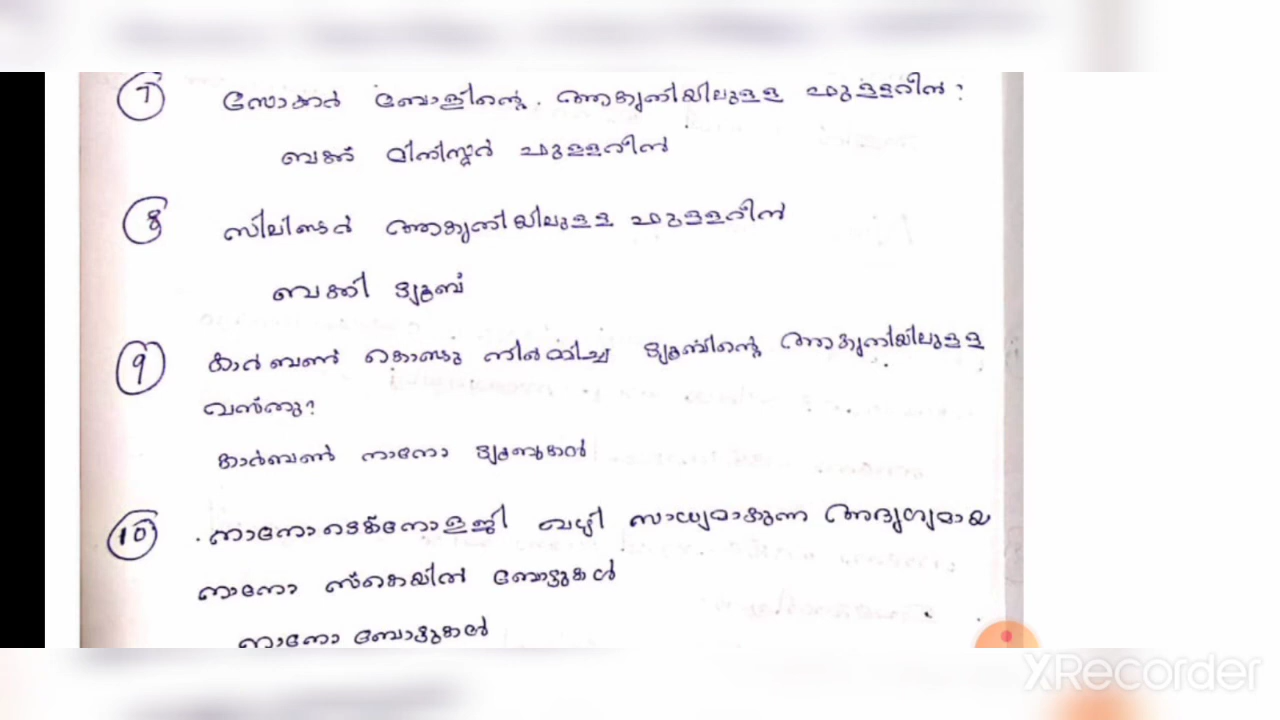 7 സോക്കർ ബോളിന്റെ. ആകൃതിയിലുള്ള ഫുള്ളറീൻ?
ബക്ക് മിനിസ്റ്റർ ഫുള്ളറീൻ
8 സിലിണ്ടർ ആകൃതിയിലുള്ള ഫുള്ളറീൻ
ബക്കി ട്യൂബ്
9 കാർബൺ കൊണ്ടു നിർമ്മിച്ച ട്യൂബിന്റെ ആകൃതിയിലുള്ള
വസ്തു?
കാർബൺ നാനോ ട്യൂബുകൾ
10 . നാനോടെക്നോളജി വഴി സാധ്യമാകുന്ന അദൃശ്യമായ
നാനോ സ്കെയിൽ ബോട്ടുകൾ
നാനോ ബോട്ടുകൾ
XRecorder